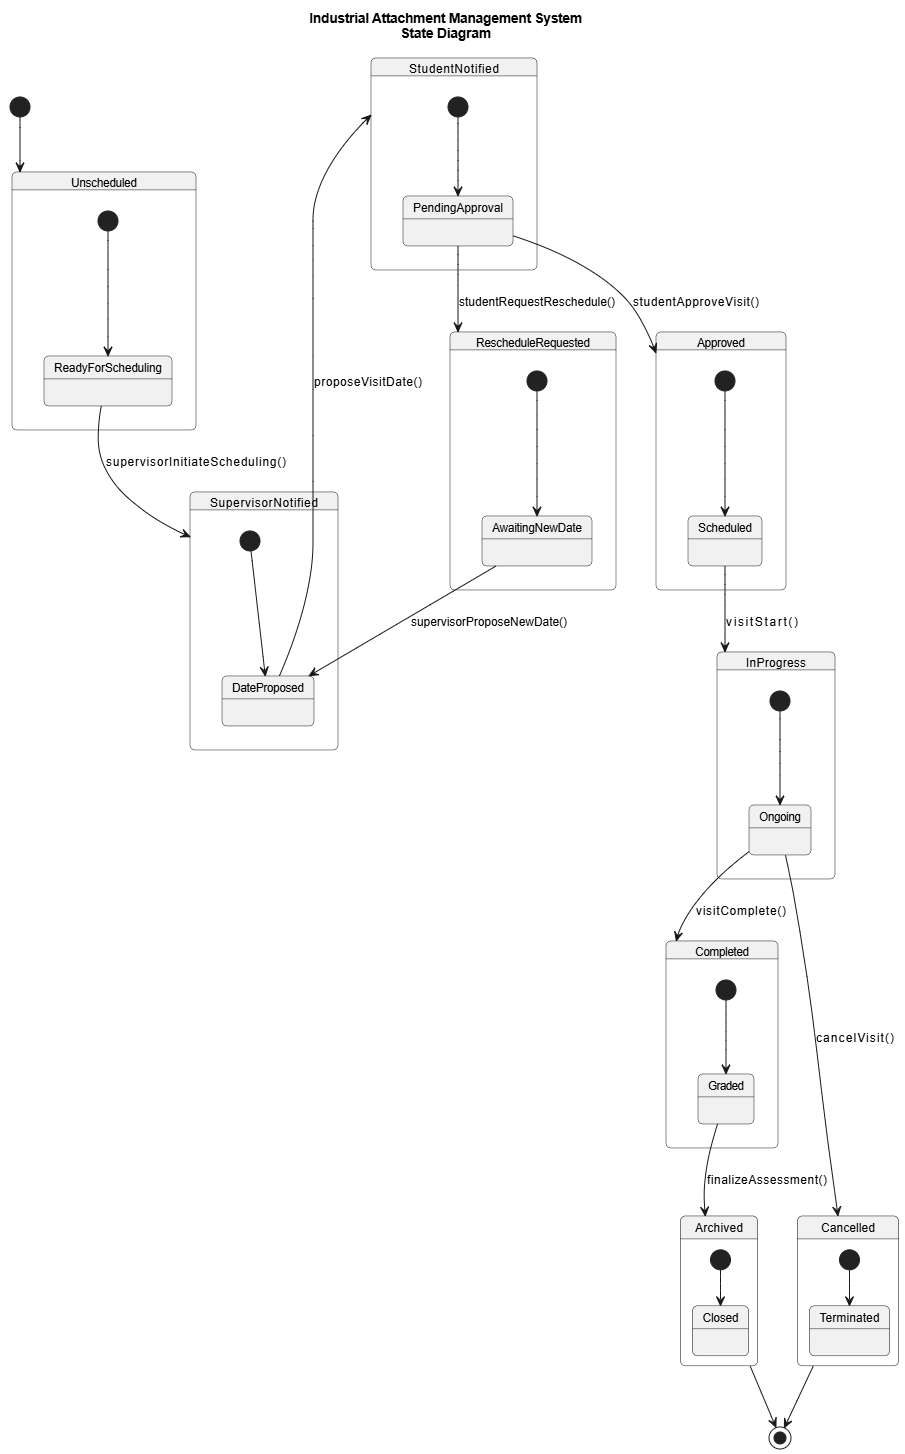 Industrial Attachment Management System
State Diagram
StudentNotified
Unscheduled
PendingApproval
studentRequestReschedule()
studentApproveVisit()
RescheduleRequested
Approved
ReadyForScheduling
proposeVisitDate()
supervisorInitiateScheduling()
SupervisorNotified
AwaitingNewDate
Scheduled
supervisorProposeNewDate()
visitStart()
InProgress
DateProposed
Ongoing
visitComplete()
Completed
cancelVisit()
Graded
finalizeAssessment()
Archived
Cancelled
Closed
Terminated